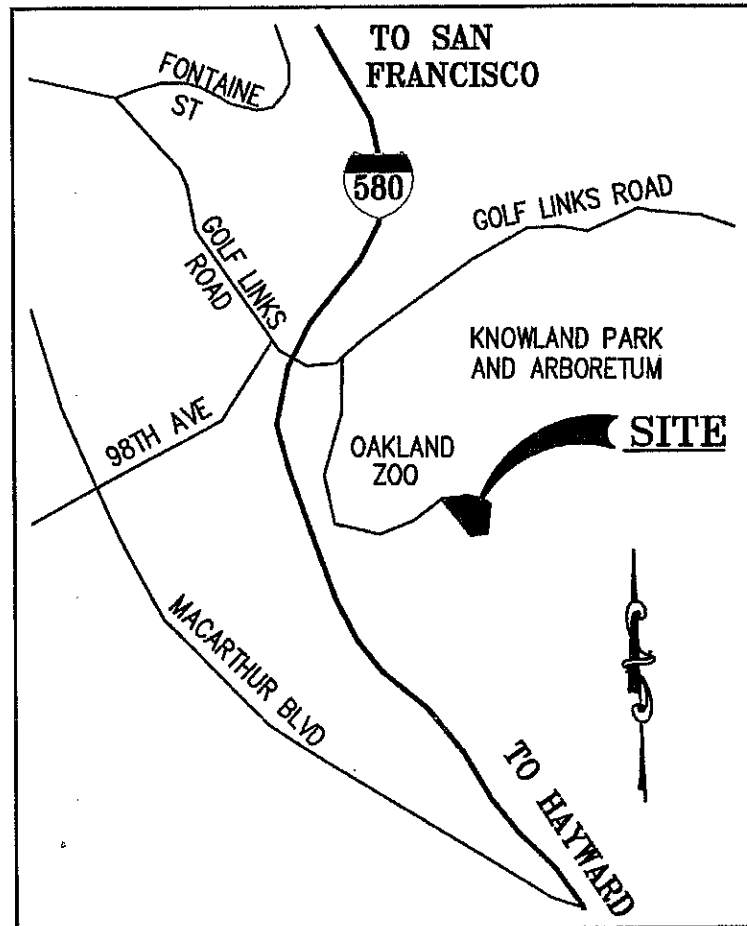 TO SAN
FRANCISCO
FONTAINE
ST
580
GOLF LINKS ROAD
GOLF LINKS
ROAD
KNOWLAND PARK
AND ARBORETUM
98TH AVE
OAKLAND
ZOO
SITE
MACARTHUR BLVD
TO HAYWARD